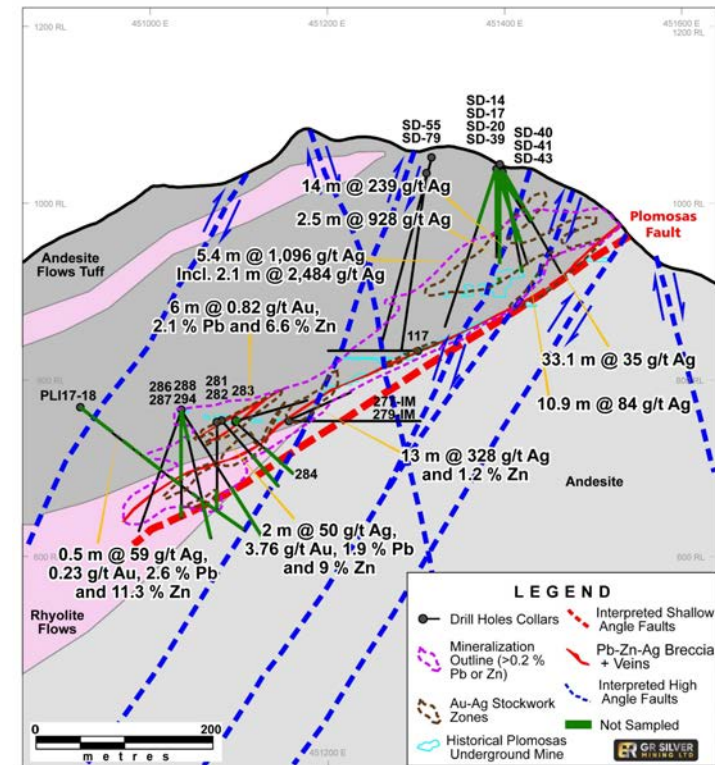 451000 E
451200 E
451400 E
451600 E
1200 RL
1200 RL
SD-14
SD-17
SD-20
SD-39
SD-55
SD-79
SD-40
SD-41
SD-43
14 m @ 239 g/t Ag
1000 RL
1000 RL
2.5 m @ 928 g/t Ag
Plomosas
Fault
Andesite
Flows Tuff
5.4 m @ 1,096 g/t Ag
Incl. 2.1 m @ 2,484 g/t Ag
6 m @ 0.82 g/t Au,
2.1 % Pb and 6.6 % Zn
117
33.1 m @ 35 g/t Ag
800 RL
PLI17-18
286 288
287 294
281
282 283
279-IM
10.9 m @ 84 g/t Ag
284
13 m @ 328 g/t Ag
and 1.2 % Zn
Andesite
2 m @ 50 g/t Ag,
3.76 g/t Au, 1.9 % Pb
and 9 % Zn
0.5 m @ 59 g/t Ag,
0.23 g/t Au, 2.6 % Pb
and 11.3 % Zn
600 RL
600 RL
Rhyolite
Flows
LEGEND
Drill Holes Collars
Interpreted Shallow
Angle Faults
Mineralization
Outline (>0.2 %
Pb or Zn)
Pb-Zn-Ag Breccia
+ Veins
Interpreted High
Angle Faults
Au-Ag Stockwork
Zones
Not Sampled
Historical Plomosas
Underground Mine
GR SILVER
MINING LTD
0 200
metres
451200 E